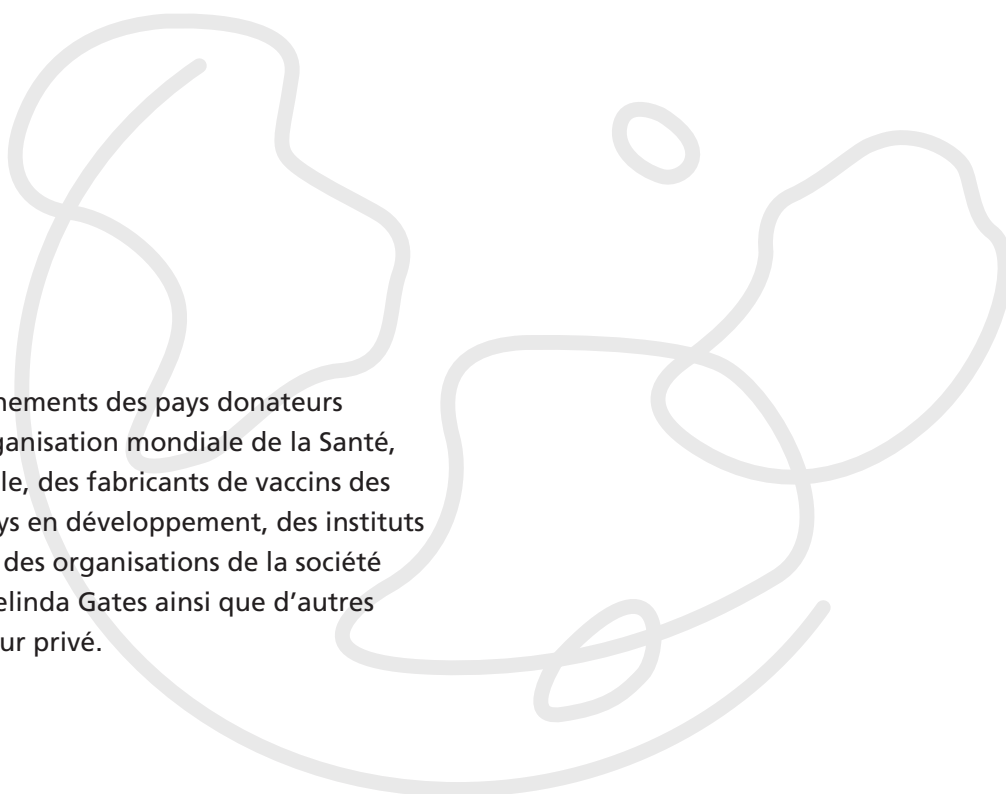 nements des pays donateurs
ganisation mondiale de la Santé,
le, des fabricants de vaccins des
ys en développement, des instituts
des organisations de la société
elinda Gates ainsi que d’autres
ur privé.